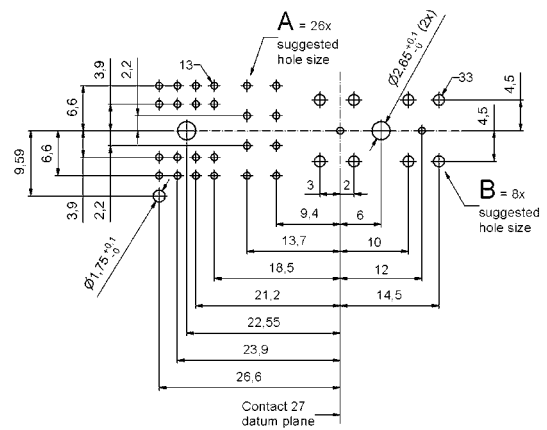 A = 26x
suggested
hole size
Ø2,65 +0,1 -0 (2x)
13
33
3,9
2,2
6,6
4,5
4,5
9,59
6,6
3,9
2,2
3
2
B = 8x
suggested
hole size
9,4
6
Ø1,75 +0,1 -0
13,7
10
18,5
12
21,2
14,5
22,55
23,9
26,6
Contact 27
datum plane